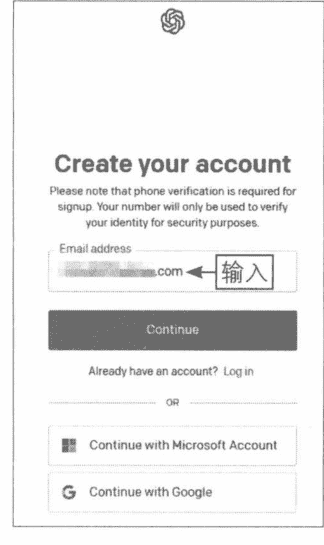 Create your account
Please note that phone verification is required for
signup. Your number will only be used to verify
your identity for security purposes.
Email address
.com 输入
Continue
Already have an account? Log in
OR
Continue with Microsoft Account
G Continue with Google